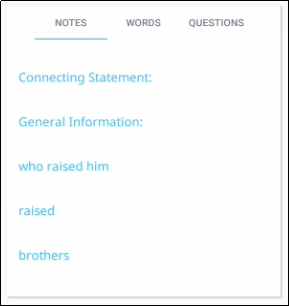 NOTES WORDS QUESTIONS
Connecting Statement:
General Information:
who raised him
raised
brothers